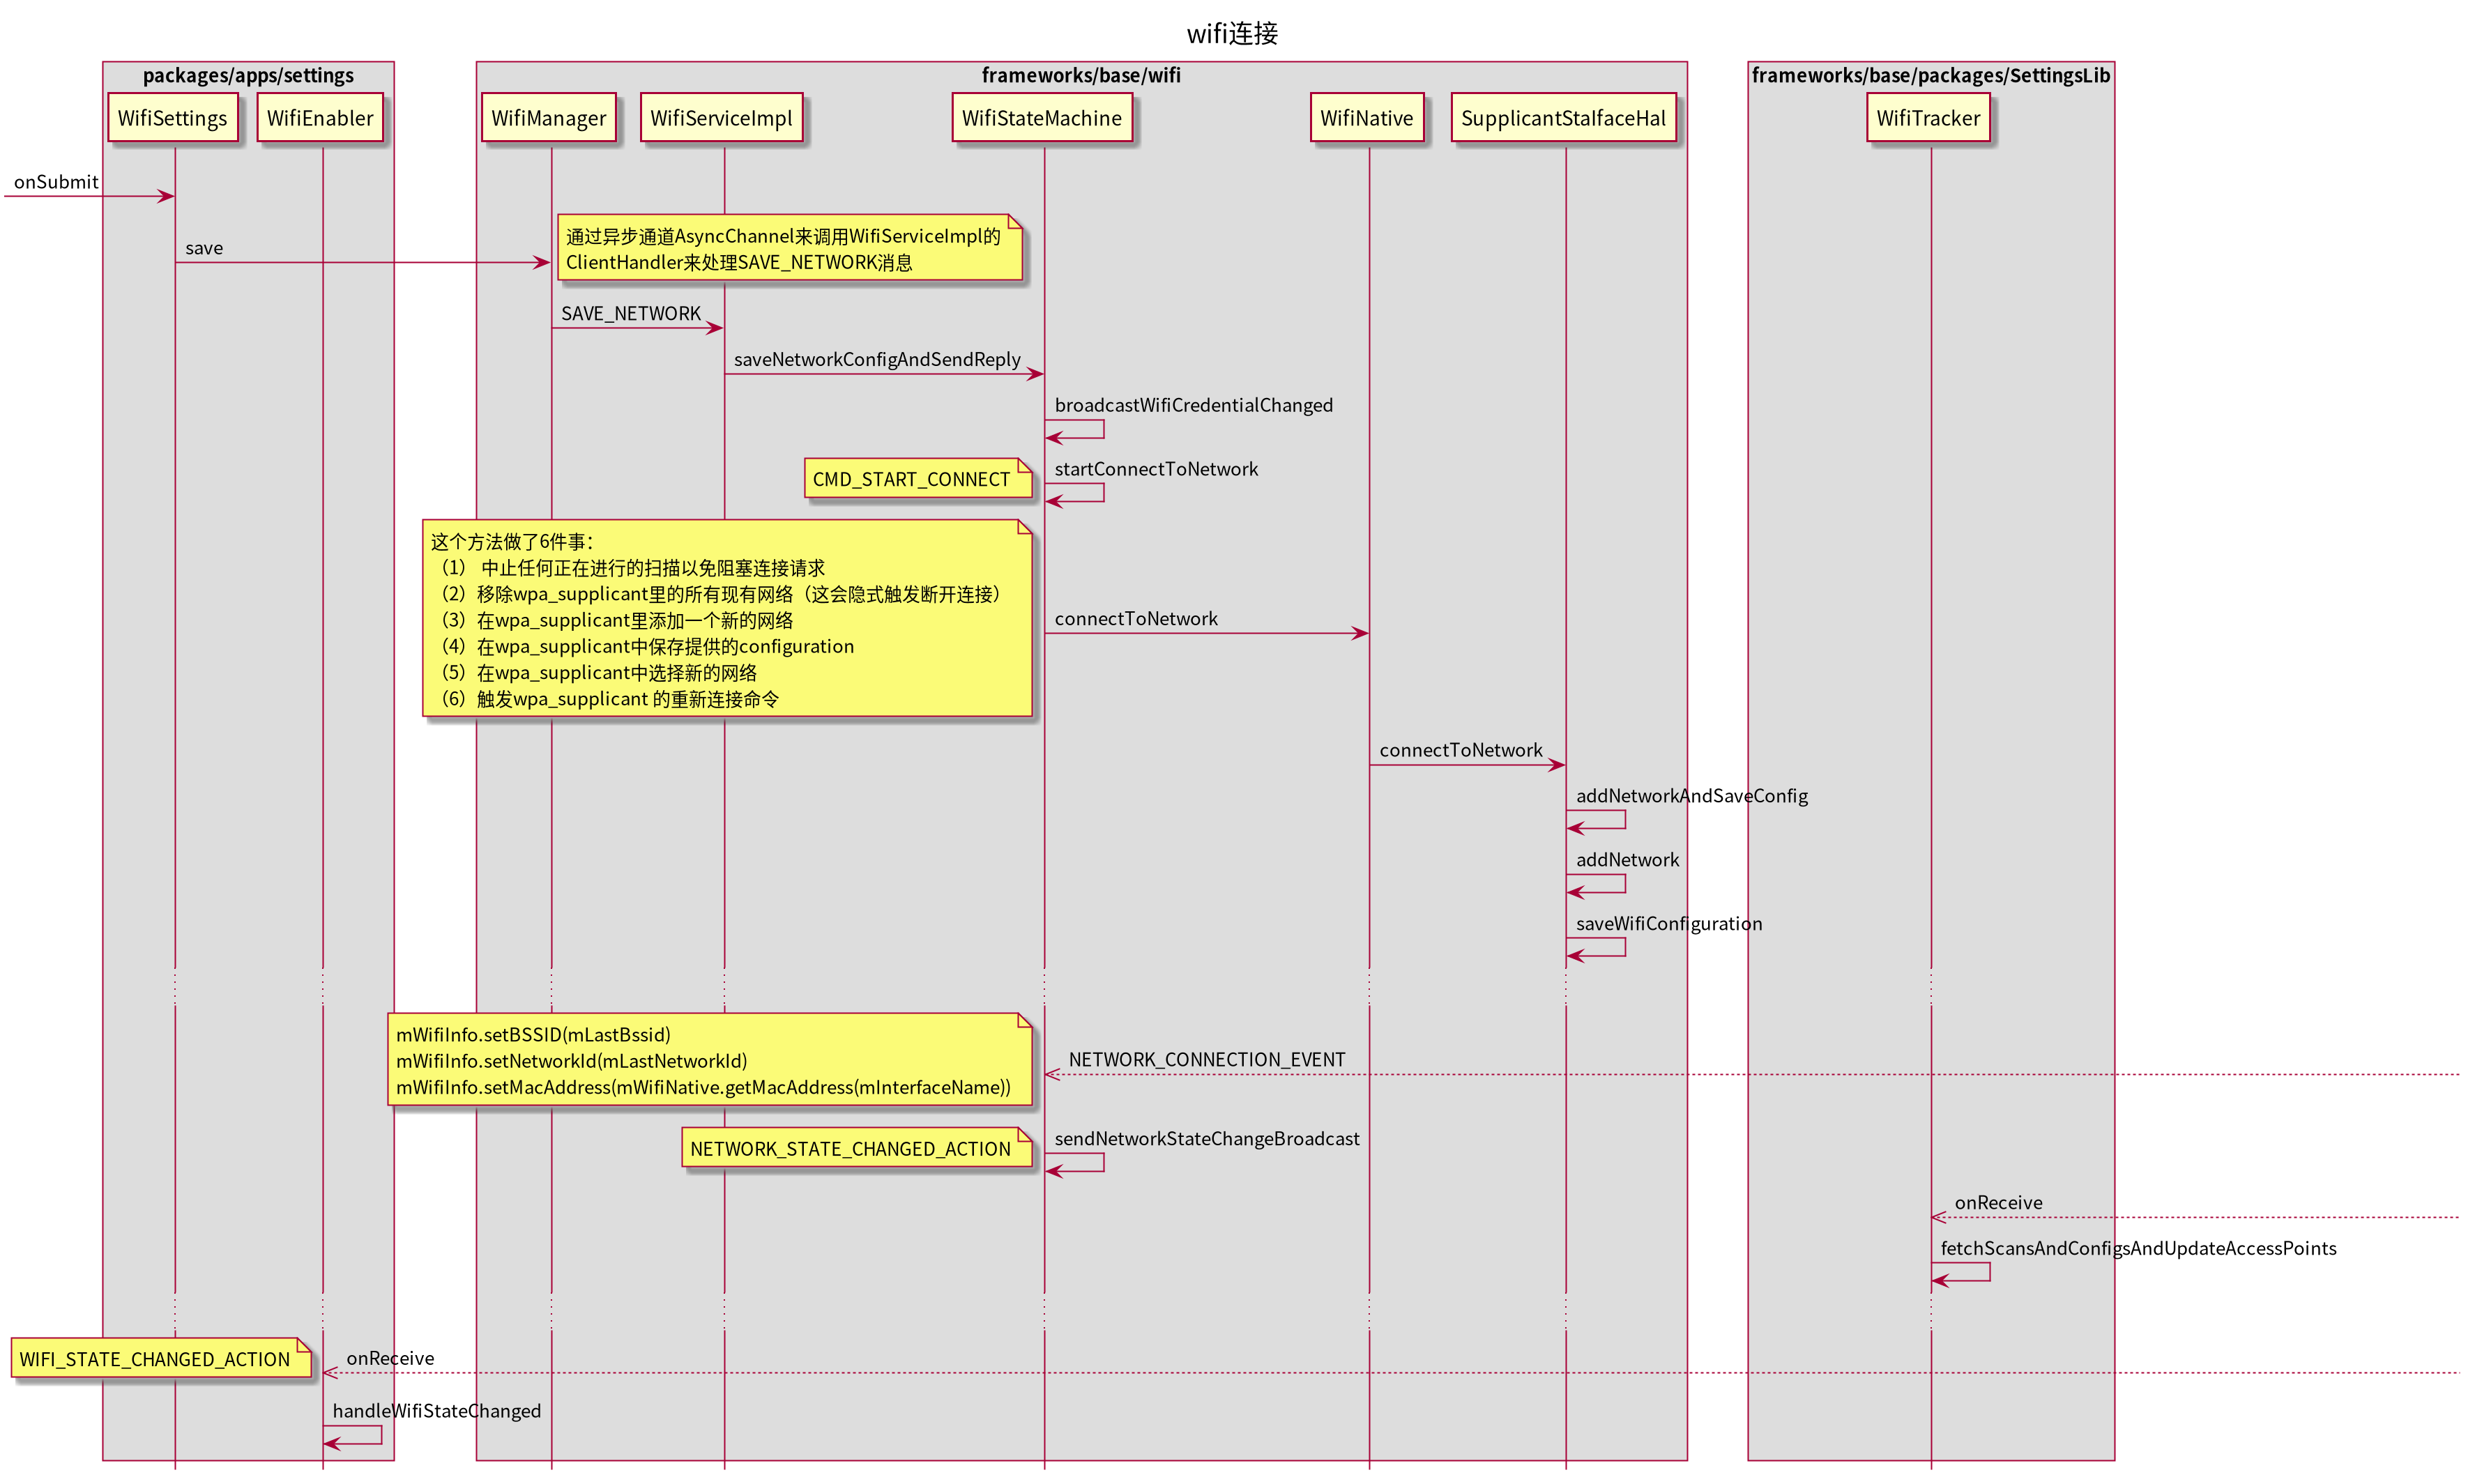 wifi连接
packages/apps/settings
frameworks/base/wifi
frameworks/base/packages/SettingsLib
WifiSettings
WifiEnabler
WifiManager
WifiServiceImpl
WifiStateMachine
WifiNative
SupplicantStaIfaceHal
WifiTracker
onSubmit
save
通过异步通道AsyncChannel来调用WifiServiceImpl的
ClientHandler来处理SAVE_NETWORK消息
SAVE_NETWORK
saveNetworkConfigAndSendReply
broadcastWifiCredentialChanged
CMD_START_CONNECT
startConnectToNetwork
这个方法做了6件事：
（1） 中止任何正在进行的扫描以免阻塞连接请求
（2）移除wpa_supplicant里的所有现有网络（这会隐式触发断开连接）
（3）在wpa_supplicant里添加一个新的网络
（4）在wpa_supplicant中保存提供的configuration
（5）在wpa_supplicant中选择新的网络
（6）触发wpa_supplicant 的重新连接命令
connectToNetwork
connectToNetwork
addNetworkAndSaveConfig
addNetwork
saveWifiConfiguration
mWifiInfo.setBSSID(mLastBssid)
mWifiInfo.setNetworkId(mLastNetworkId)
mWifiInfo.setMacAddress(mWifiNative.getMacAddress(mInterfaceName))
NETWORK_CONNECTION_EVENT
NETWORK_STATE_CHANGED_ACTION
sendNetworkStateChangeBroadcast
onReceive
fetchScansAndConfigsAndUpdateAccessPoints
WIFI_STATE_CHANGED_ACTION
onReceive
handleWifiStateChanged